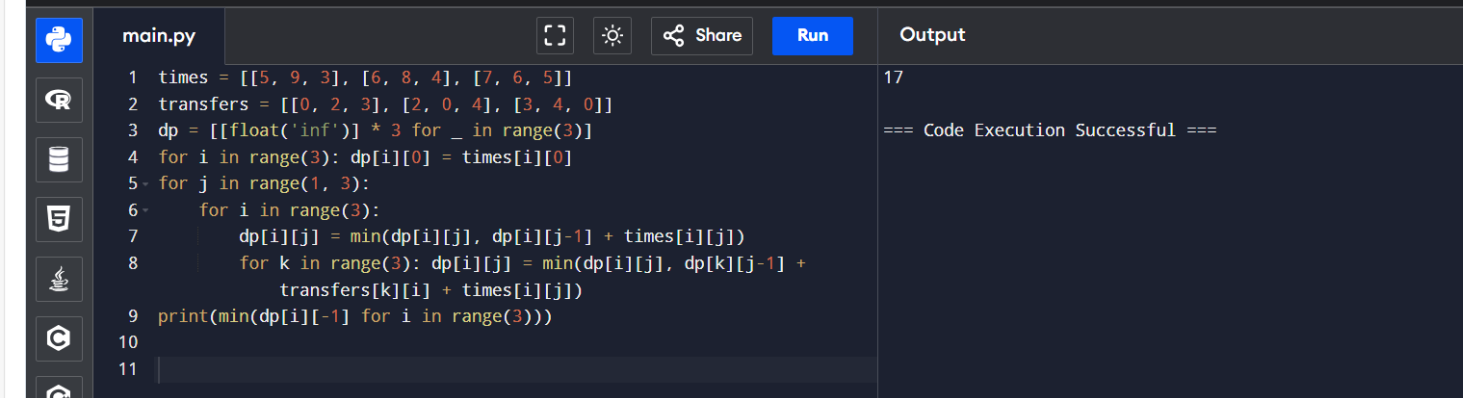 main.py
Share
Run
Output
1 times = [[5, 9, 3], [6, 8, 4], [7, 6, 5]]
2 transfers = [[0, 2, 3], [2, 0, 4], [3, 4, 0]]
3 dp = [[float('inf')] * 3 for _ in range(3)]
4 for i in range(3): dp[i][0] = times[i][0]
5 for j in range(1, 3):
6     for i in range(3):
7         dp[i][j] = min(dp[i][j], dp[i][j-1] + times[i][j])
8         for k in range(3): dp[i][j] = min(dp[i][j], dp[k][j-1] +
            transfers[k][i] + times[i][j])
9 print(min(dp[i][-1] for i in range(3)))
10
11
17
=== Code Execution Successful ===